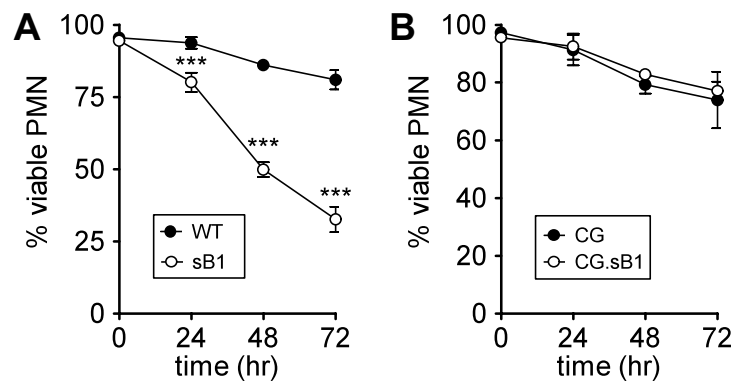 A
% viable PMN
100
75
50
25
0
***
***
***
WT
sB1
0 24 48 72
time (hr)
B
% viable PMN
100
80
60
40
20
0
CG
CG.sB1
0 24 48 72
time (hr)